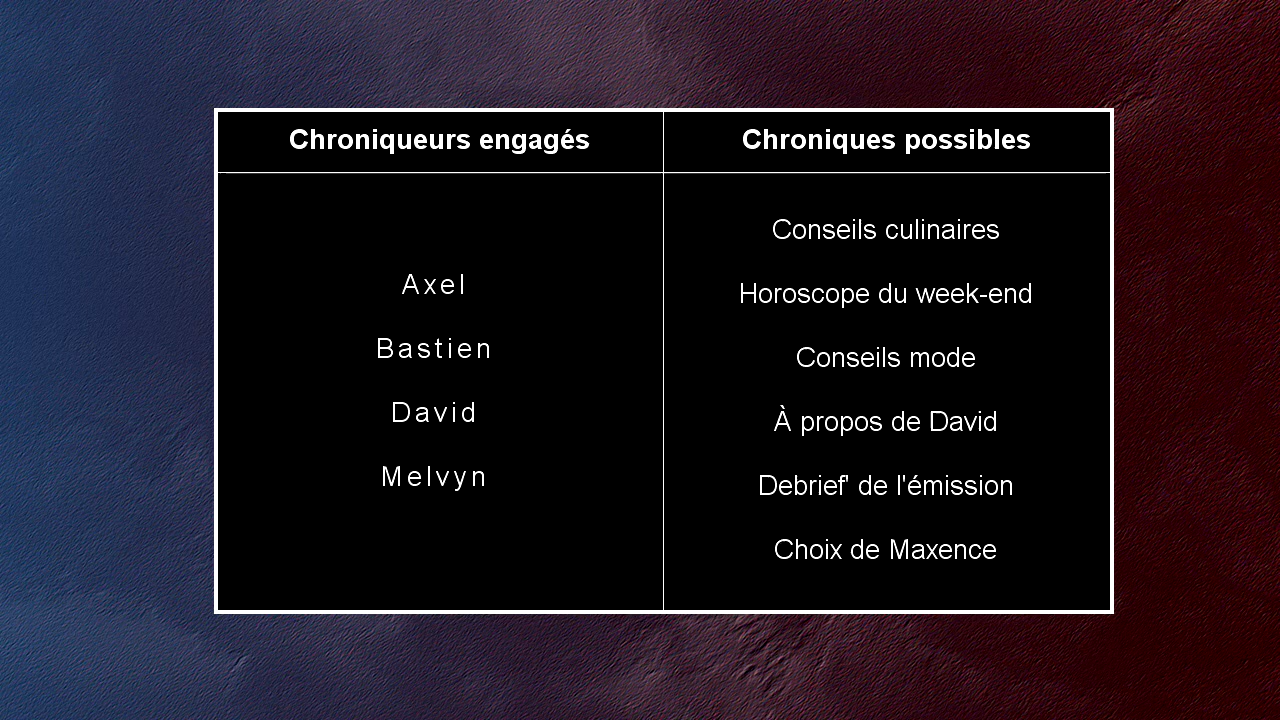 Chroniqueurs engagés
Chroniques possibles
Axel
Bastien
David
Melvyn
Conseils culinaires
Horoscope du week-end
Conseils mode
À propos de David
Debrief' de l'émission
Choix de Maxence